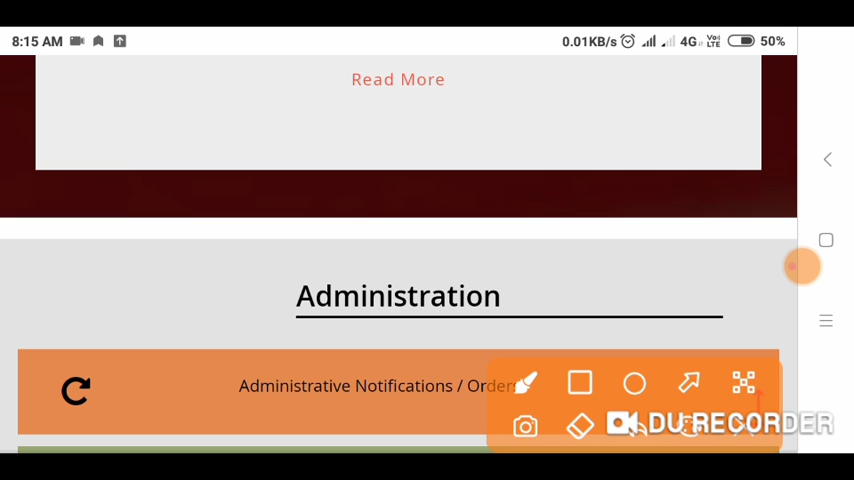 8:15 AM 0.01KB/s 4G Vo) LTE 50%
Read More
Administration
Administrative Notifications / Orders
DU RECORDER